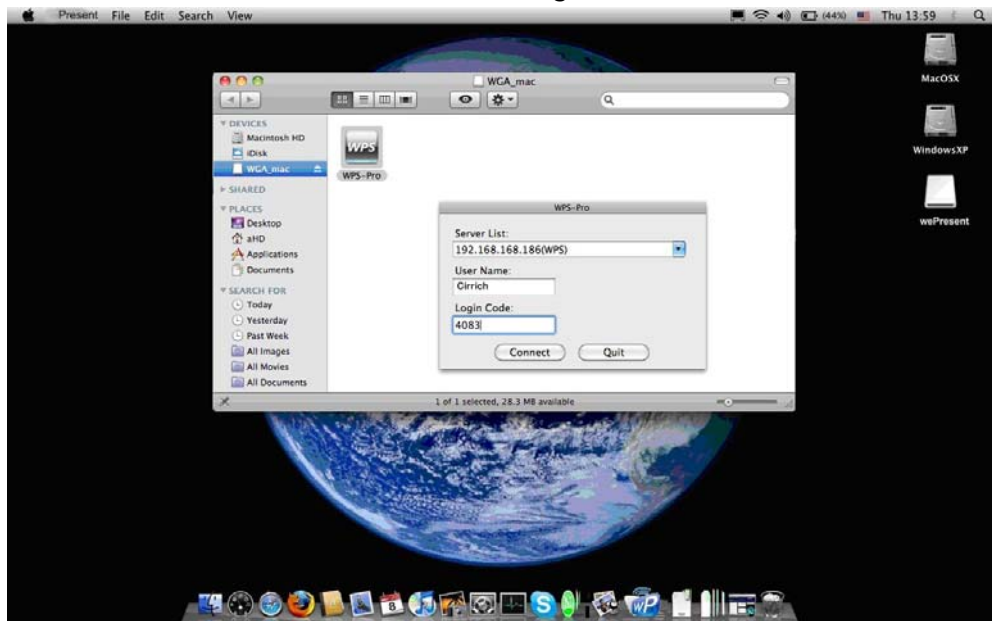 Present File Edit Search View (44%) Thu 13:59
MacOSX
WindowsXP
wePresent
WGA_mac
DEVICES
Macintosh HD
iDisk
WGA_mac
SHARED
PLACES
Desktop
aHD
Applications
Documents
SEARCH FOR
Today
Yesterday
Past Week
All Images
All Movies
All Documents
WPS
WPS-Pro
1 of 1 selected, 28.3 MB available
WPS-Pro
Server List:
192.168.168.186(WPS)
User Name:
Cirrich
Login Code:
4083
Connect Quit
8
S
WP